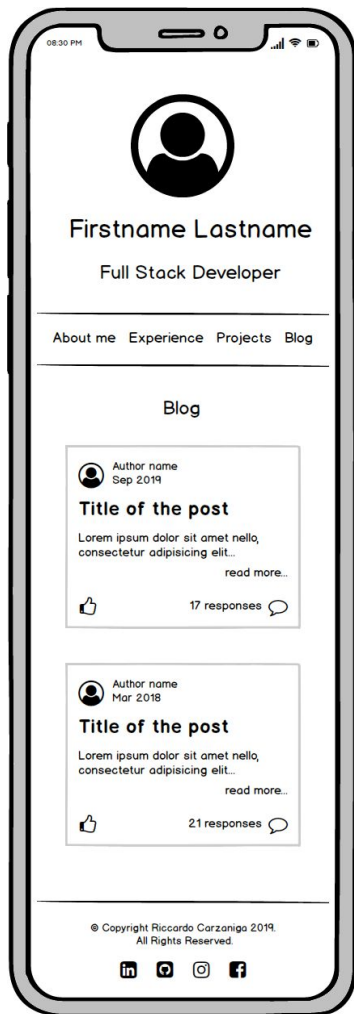 08:30 PM
Firstname Lastname
Full Stack Developer
About me Experience Projects Blog
Blog
Author name
Sep 2019
Title of the post
Lorem ipsum dolor sit amet nello,
consectetur adipisicing elit...
read more...
17 responses
Author name
Mar 2018
Title of the post
Lorem ipsum dolor sit amet nello,
consectetur adipisicing elit...
read more...
21 responses
© Copyright Riccardo Carzaniga 2019.
All Rights Reserved.